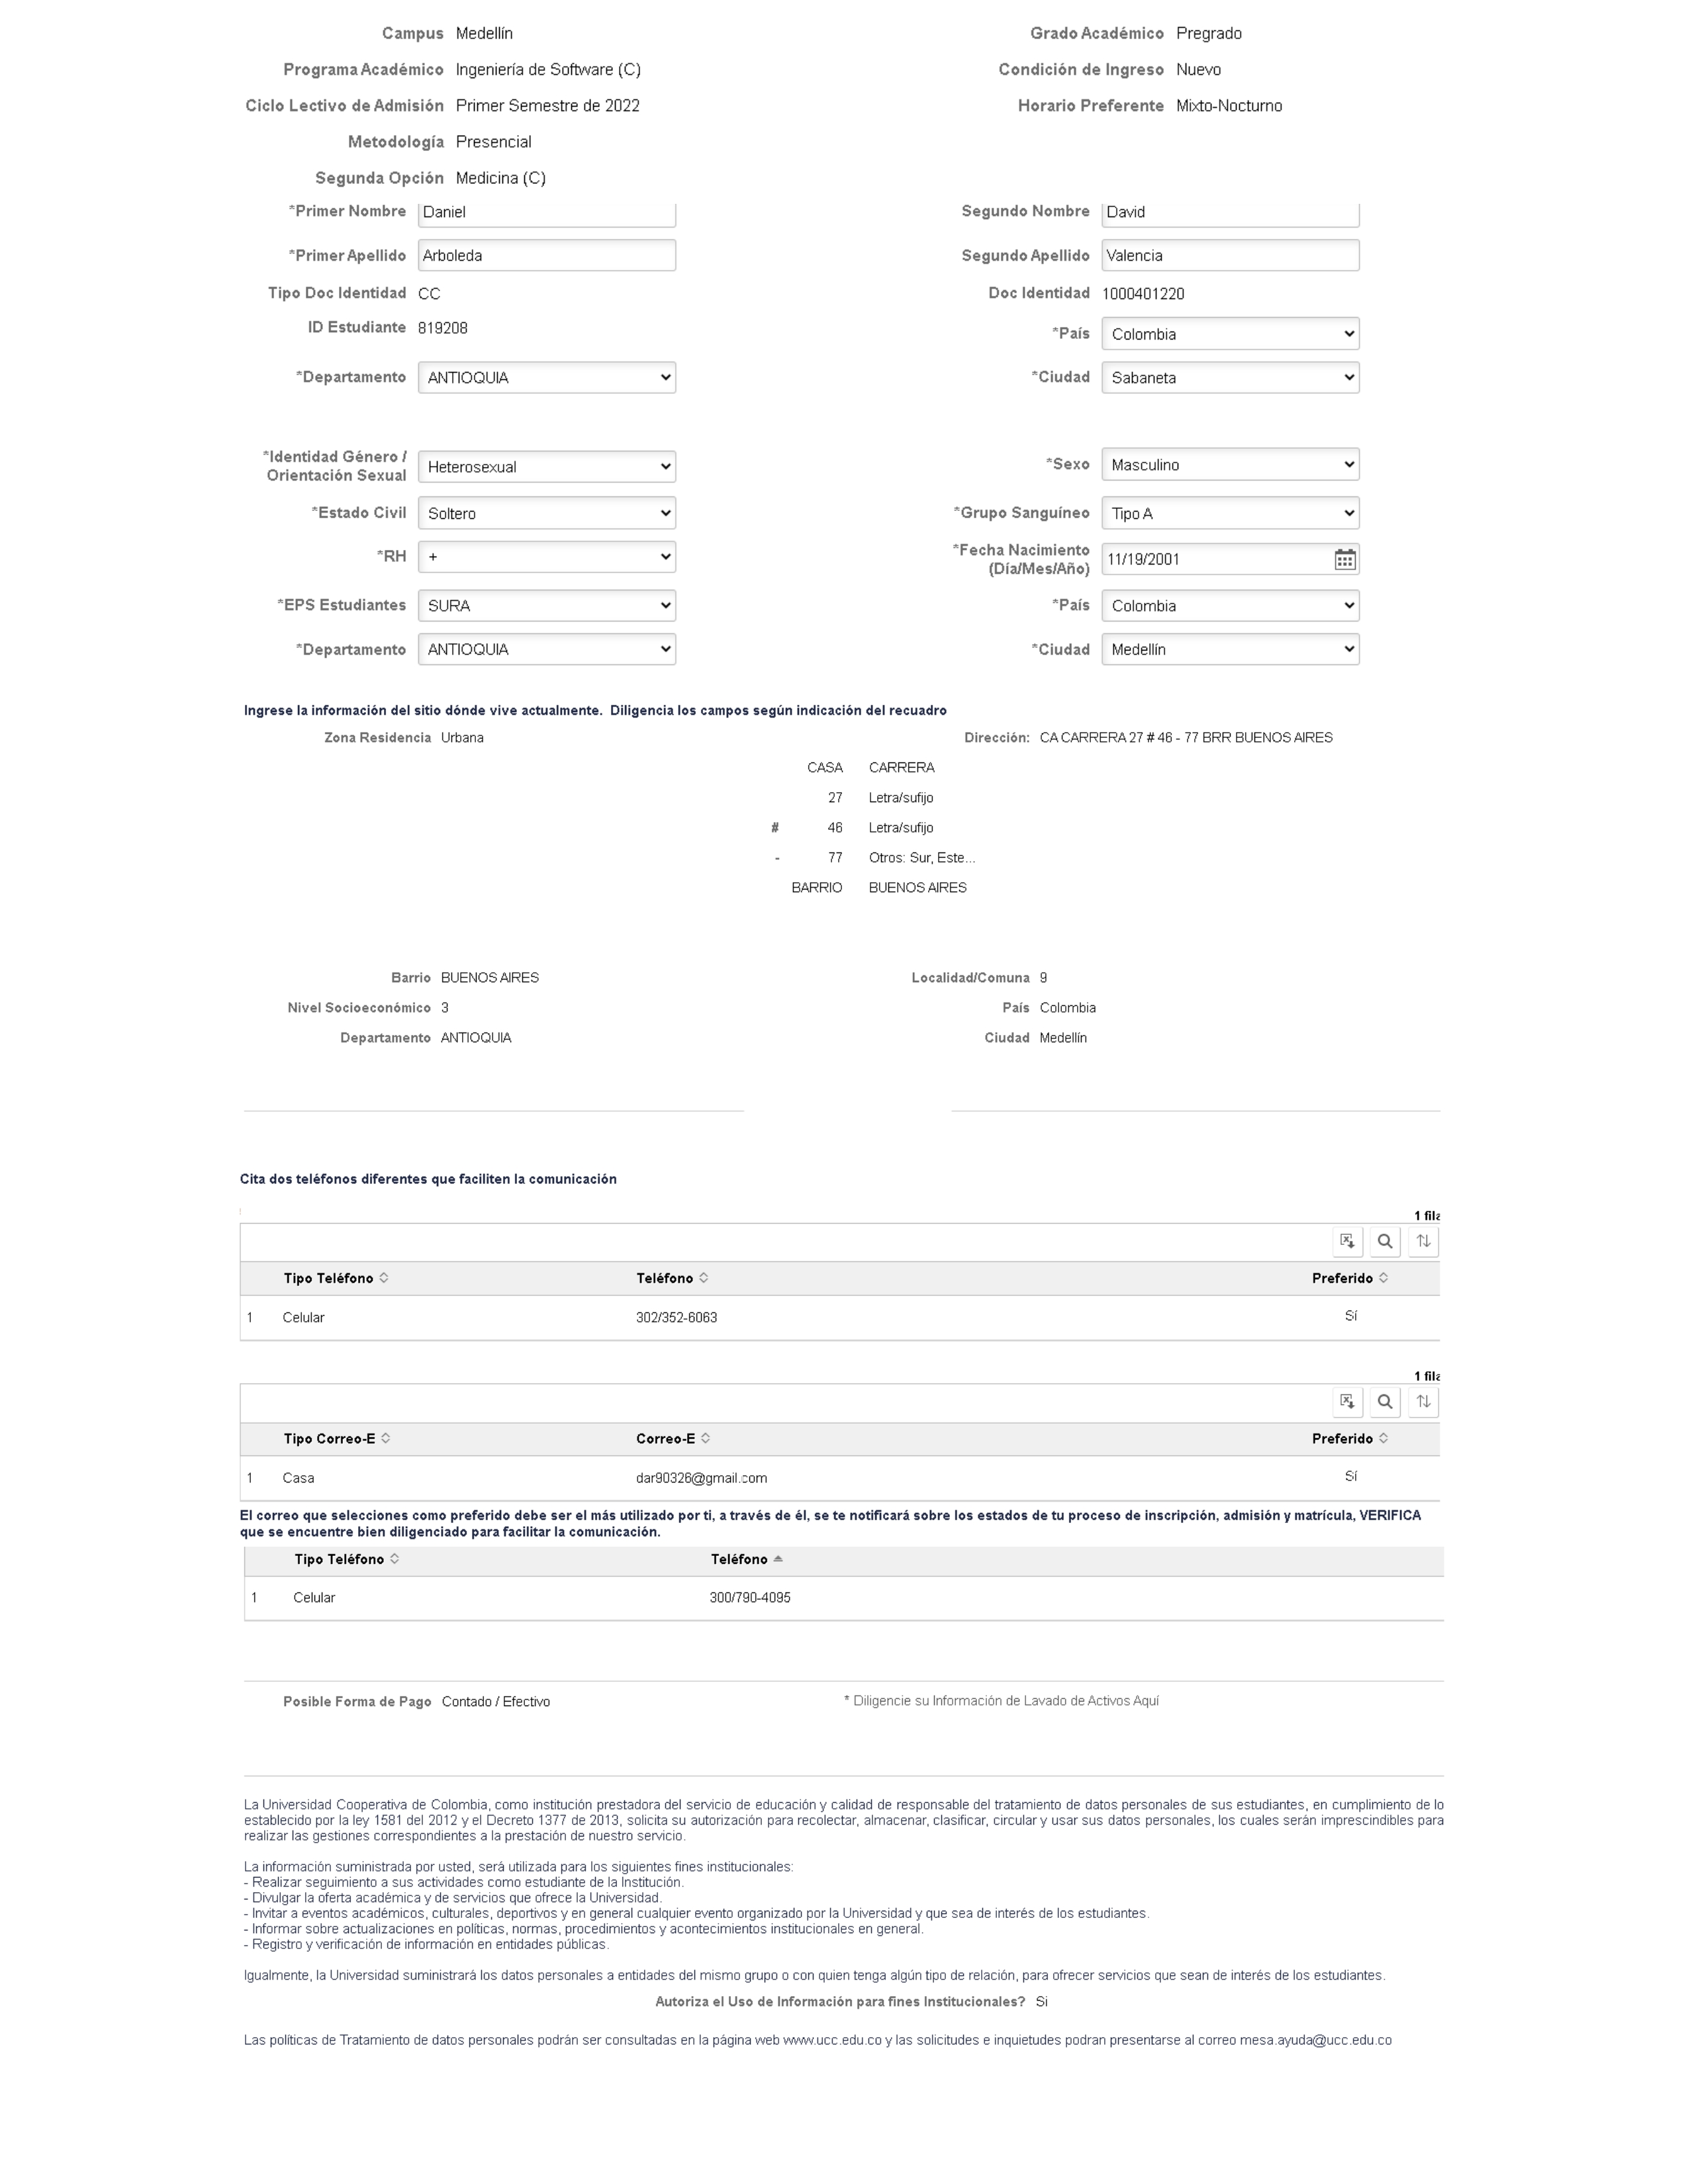 Campus Medellín Grado Académico Pregrado
Programa Académico Ingeniería de Software (C) Condición de Ingreso Nuevo
Ciclo Lectivo de Admisión Primer Semestre de 2022 Horario Preferente Mixto-Nocturno
Metodología Presencial
Segunda Opción Medicina (C)
*Primer Nombre Daniel Segundo Nombre David
*Primer Apellido Arboleda Segundo Apellido Valencia
Tipo Doc Identidad CC Doc Identidad 1000401220
ID Estudiante 819208
*País Colombia
*Departamento ANTIOQUIA *Ciudad Sabaneta
*Identidad Género /
Orientación Sexual Heterosexual *Sexo Masculino
*Estado Civil Soltero *Grupo Sanguíneo Tipo A
*RH + *Fecha Nacimiento
(Día/Mes/Año) 11/19/2001
*EPS Estudiantes SURA *País Colombia
*Departamento ANTIOQUIA *Ciudad Medellín
Ingrese la información del sitio dónde vive actualmente. Diligencia los campos según indicación del recuadro
Zona Residencia Urbana Dirección: CA CARRERA 27 # 46 - 77 BRR BUENOS AIRES
CASA CARRERA
27 Letra/sufijo
# 46 Letra/sufijo
- 77 Otros: Sur, Este...
BARRIO BUENOS AIRES
Barrio BUENOS AIRES Localidad/Comuna 9
Nivel Socioeconómico 3 País Colombia
Departamento ANTIOQUIA Ciudad Medellín
Cita dos teléfonos diferentes que faciliten la comunicación
1 fila
Tipo Teléfono Teléfono Preferido
1 Celular 302/352-6063 Sí
1 fila
Tipo Correo-E Correo-E Preferido
1 Casa dar90326@gmail.com Sí
El correo que selecciones como preferido debe ser el más utilizado por ti, a través de él, se te notificará sobre los estados de tu proceso de inscripción, admisión y matrícula, VERIFICA
que se encuentre bien diligenciado para facilitar la comunicación.
Tipo Teléfono Teléfono
1 Celular 300/790-4095
Posible Forma de Pago Contado / Efectivo * Diligencie su Información de Lavado de Activos Aquí
La Universidad Cooperativa de Colombia, como institución prestadora del servicio de educación y calidad de responsable del tratamiento de datos personales de sus estudiantes, en cumplimiento de lo
establecido por la ley 1581 del 2012 y el Decreto 1377 de 2013, solicita su autorización para recolectar, almacenar, clasificar, circular y usar sus datos personales, los cuales serán imprescindibles para
realizar las gestiones correspondientes a la prestación de nuestro servicio.
La información suministrada por usted, será utilizada para los siguientes fines institucionales:
- Realizar seguimiento a sus actividades como estudiante de la Institución.
- Divulgar la oferta académica y de servicios que ofrece la Universidad.
- Invitar a eventos académicos, culturales, deportivos y en general cualquier evento organizado por la Universidad y que sea de interés de los estudiantes.
- Informar sobre actualizaciones en políticas, normas, procedimientos y acontecimientos institucionales en general.
- Registro y verificación de información en entidades públicas.
Igualmente, la Universidad suministrará los datos personales a entidades del mismo grupo o con quien tenga algún tipo de relación, para ofrecer servicios que sean de interés de los estudiantes.
Autoriza el Uso de Información para fines Institucionales? Si
Las políticas de Tratamiento de datos personales podrán ser consultadas en la página web www.ucc.edu.co y las solicitudes e inquietudes podran presentarse al correo mesa.ayuda@ucc.edu.co